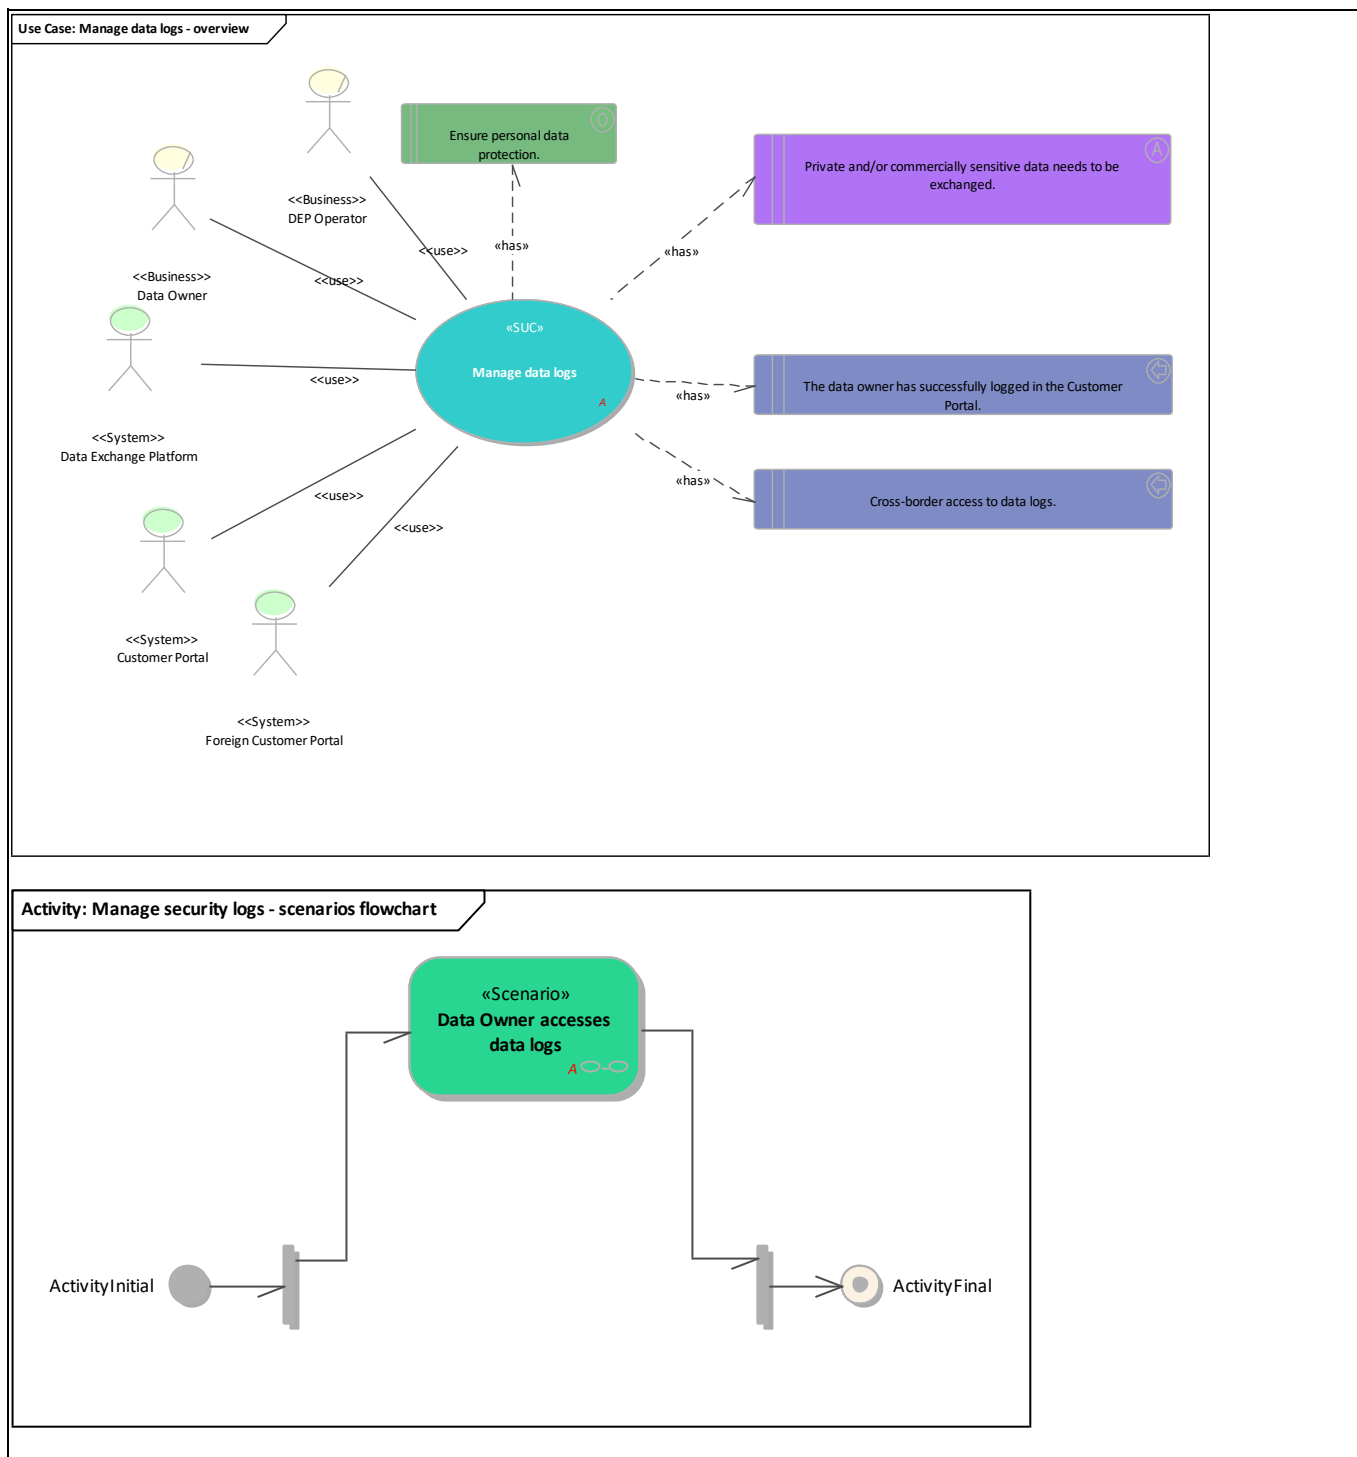 Use Case: Manage data logs - overview
Ensure personal data
protection.
O
Private and/or commercially sensitive data needs to be
exchanged.
A
<<Business>>
DEP Operator
<<use>>
«has»
«has»
<<Business>>
Data Owner
<<use>>
«SUC»
Manage data logs
A
<<use>>
The data owner has successfully logged in the Customer
Portal.
«has»
<<System>>
Data Exchange Platform
«has»
Cross-border access to data logs.
<<use>>
<<use>>
<<System>>
Customer Portal
<<System>>
Foreign Customer Portal
Activity: Manage security logs - scenarios flowchart
«Scenario»
Data Owner accesses
data logs
A
ActivityInitial
ActivityFinal